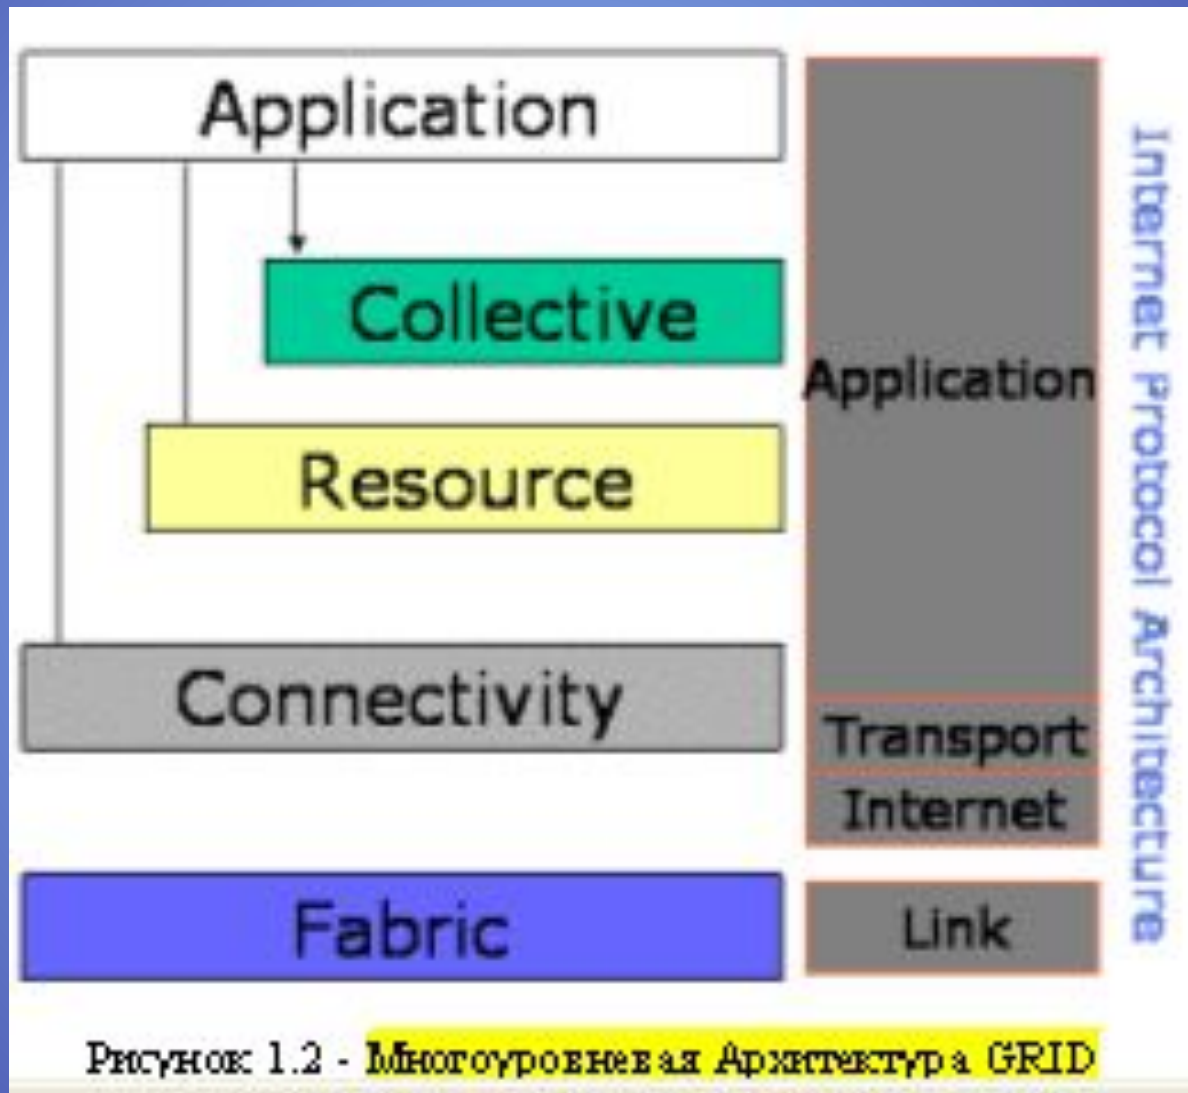 Application
Collective
Resource
Connectivity
Fabric
Application
Transport
Internet
Link
Internet Protocol Architecture
Рисунок 1.2 - Многоуровневая Архитектура GRID